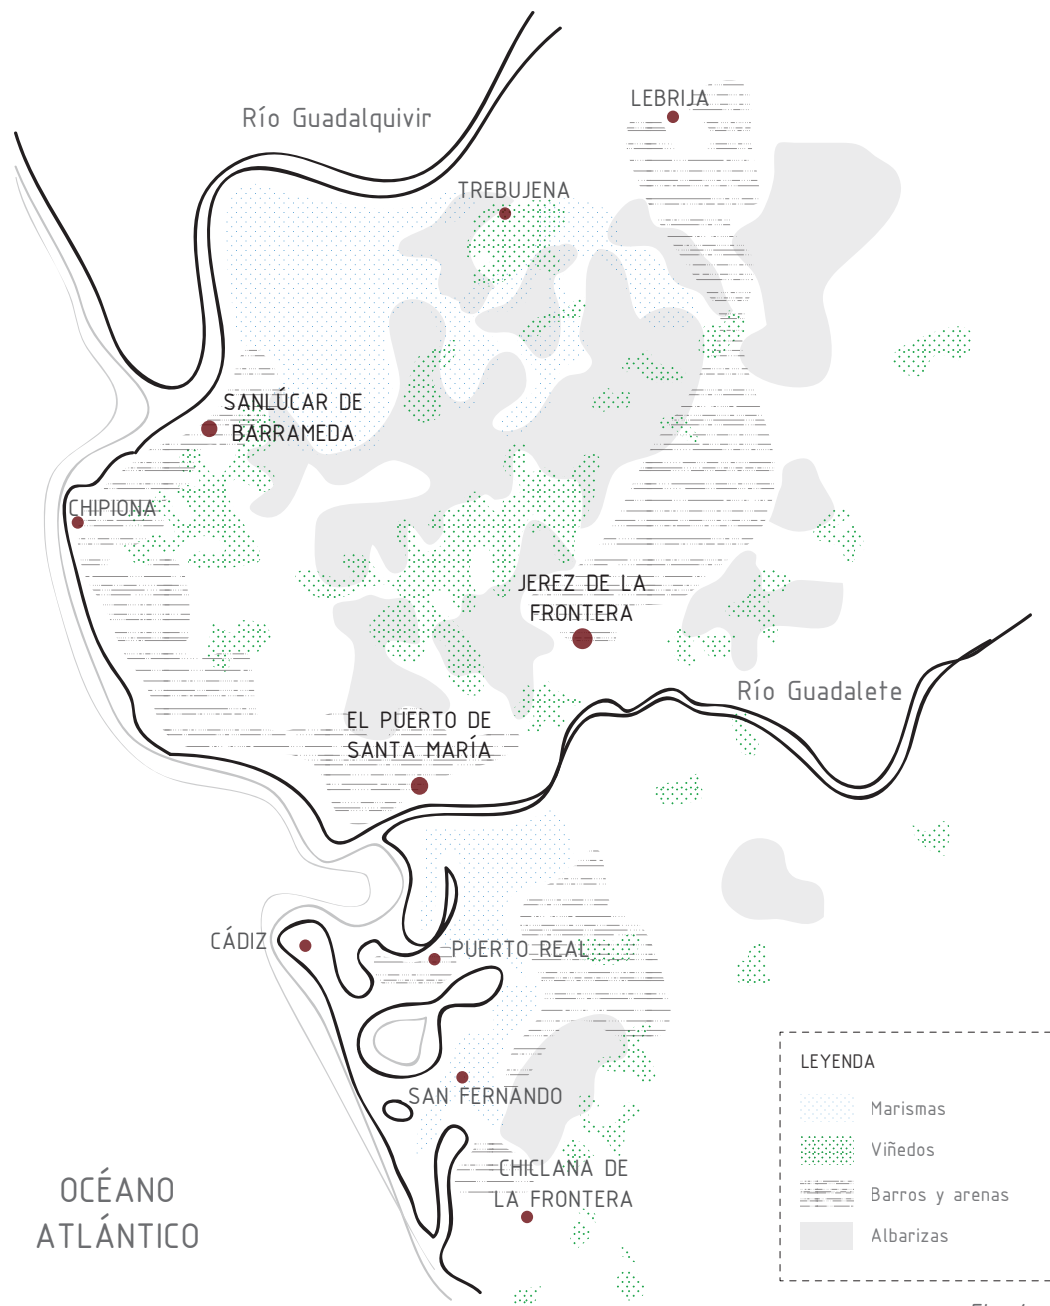 LEBRIJA
Río Guadalquivir
TREBUJENA
SANLÚCAR DE
BARRAMEDA
CHIPIONA
JEREZ DE LA
FRONTERA
Río Guadalete
EL PUERTO DE
SANTA MARÍA
CÁDIZ
PUERTO REAL
SAN FERNANDO
CHICLANA DE
LA FRONTERA
OCÉANO
ATLÁNTICO
LEYENDA
Marismas
Viñedos
Barros y arenas
Albarizas